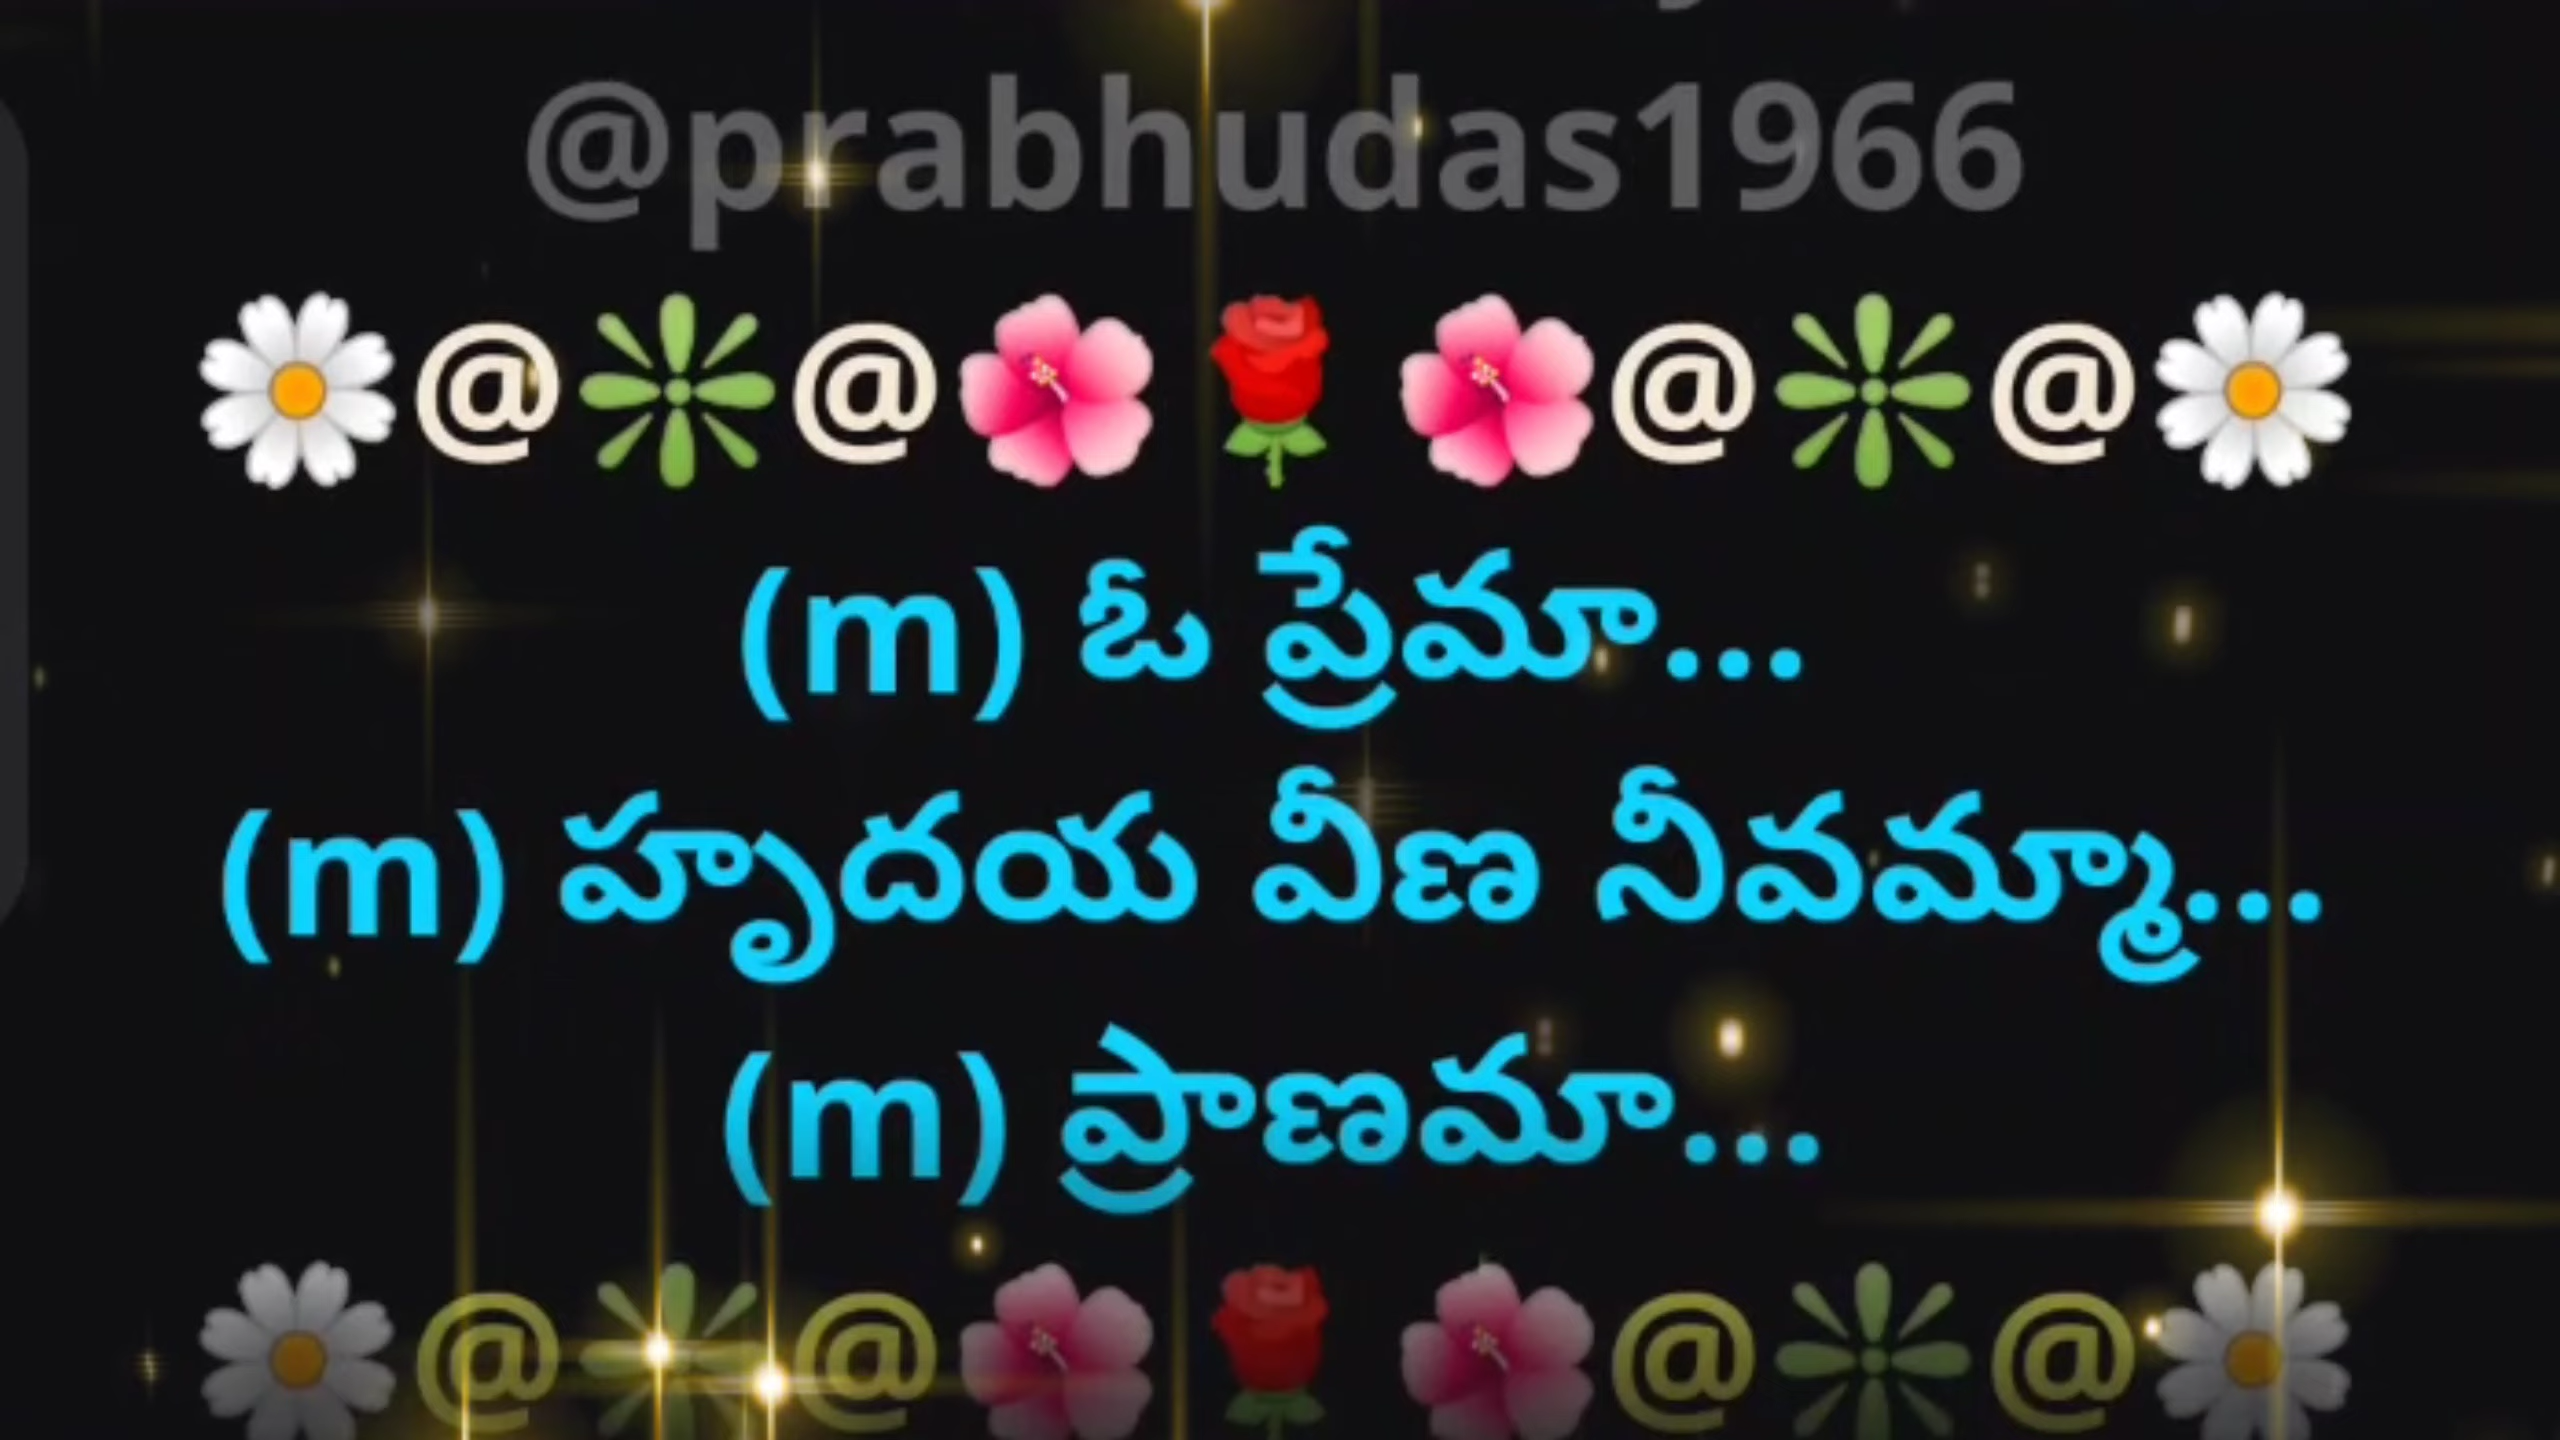 @prabhudas1966
🌼@❇@🌺🌹🌺@❇@🌼
(m) ఓ ప్రేమా...
(m) హృదయ వీణ నీవమ్మా...
(m) ప్రాణమా...
🌼@❇@🌺🌹🌺@❇@🌼